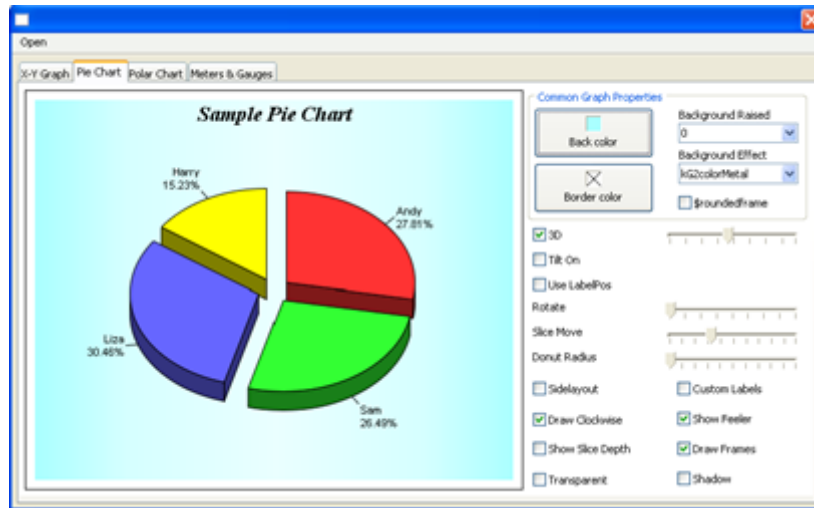 Open
X-Y Graph Pie Chart Polar Chart Meters & Gauges
Sample Pie Chart
Harry
15.23%
Andy
27.81%
Liza
30.46%
Sam
26.49%
Common Graph Properties
Back color
Border color
Background Raised
0
Background Effect
kG2colorMetal
$roundedframe
3D
Tilt On
Use LabelPos
Rotate
Slice Move
Donut Radius
Sidelayout Custom Labels
Draw Clockwise Show Feeler
Show Slice Depth Draw Frames
Transparent Shadow